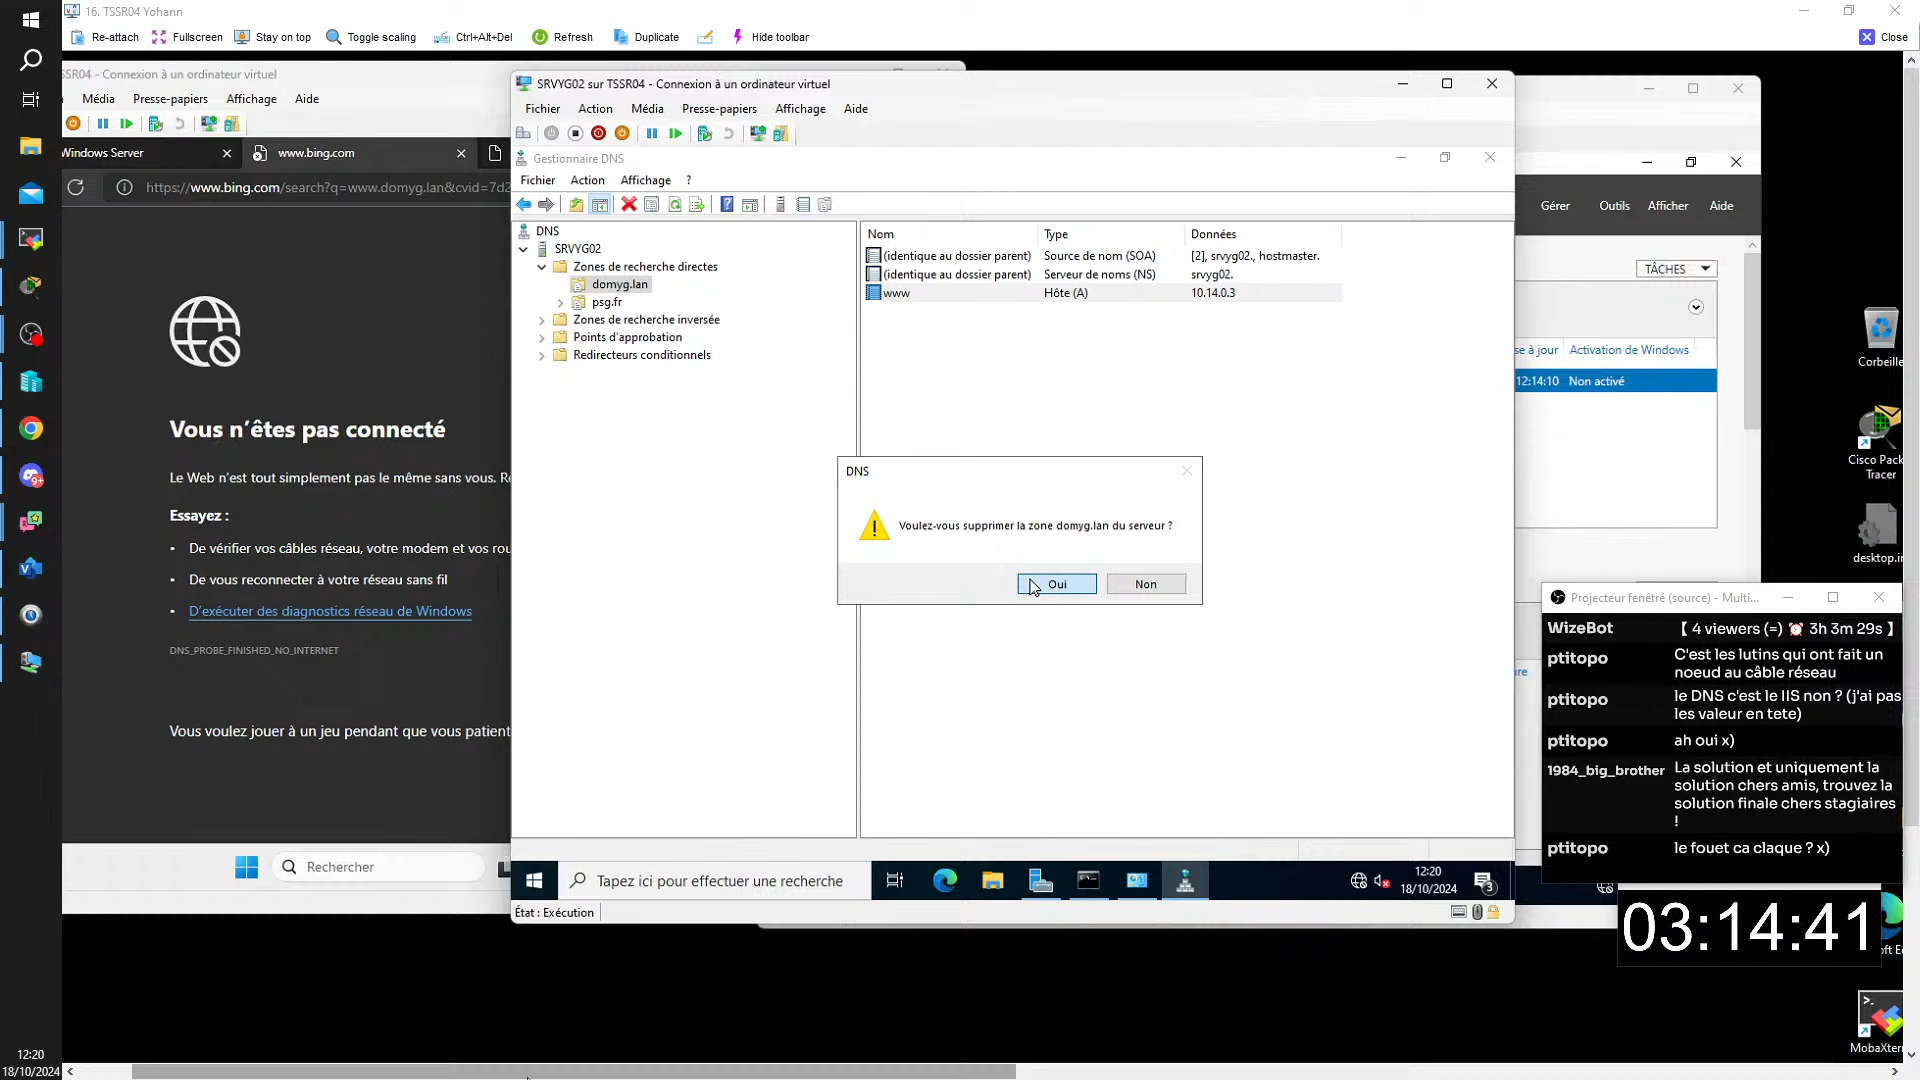 16. TSSR04 Yohann
Re-attach
Fullscreen
Stay on top
Toggle scaling
Ctrl+Alt+Del
Refresh
Duplicate
Hide toolbar
Close
SSR04 - Connexion à un ordinateur virtuel
Média
Presse-papiers
Affichage
Aide
Windows Server
www.bing.com
https://www.bing.com/search?q=www.domyg.lan&cvid=7d2
Vous n'êtes pas connecté
Le Web n'est tout simplement pas le même sans vous. R
Essayez :
• De vérifier vos câbles réseau, votre modem et vos rou
• De vous reconnecter à votre réseau sans fil
• D'exécuter des diagnostics réseau de Windows
DNS_PROBE_FINISHED_NO_INTERNET
Vous voulez jouer à un jeu pendant que vous patient
Rechercher
SRVYG02 sur TSSR04 - Connexion à un ordinateur virtuel
Fichier
Action
Média
Presse-papiers
Affichage
Aide
Gestionnaire DNS
Fichier
Action
Affichage
?
DNS
SRVYG02
Zones de recherche directes
domyg.lan
psg.fr
Zones de recherche inversée
Points d'approbation
Redirecteurs conditionnels
Nom
Type
Données
(identique au dossier parent)
Source de nom (SOA)
[2], srvyg02., hostmaster.
(identique au dossier parent)
Serveur de noms (NS)
srvyg02.
www
Hôte (A)
10.14.0.3
DNS
Voulez-vous supprimer la zone domyg.lan du serveur ?
Oui
Non
Tapez ici pour effectuer une recherche
12:20
18/10/2024
3
État : Exécution
Gérer
Outils
Afficher
Aide
TÂCHES
se à jour
Activation de Windows
12:14:10
Non activé
ure
Corbeille
Cisco Pack
Tracer
desktop.in
Projecteur fenêtré (source) - Multi...
WizeBot
【 4 viewers (=) ⏰ 3h 3m 29s 】
ptitopo
C'est les lutins qui ont fait un
noeud au câble réseau
ptitopo
le DNS c'est le IIS non ? (j'ai pas
les valeur en tete)
ptitopo
ah oui x)
1984_big_brother
La solution et uniquement la
solution chers amis, trouvez la
solution finale chers stagiaires
!
ptitopo
le fouet ca claque ? x)
03:14:41
oft Ed
MobaXtern
12:20
18/10/2024